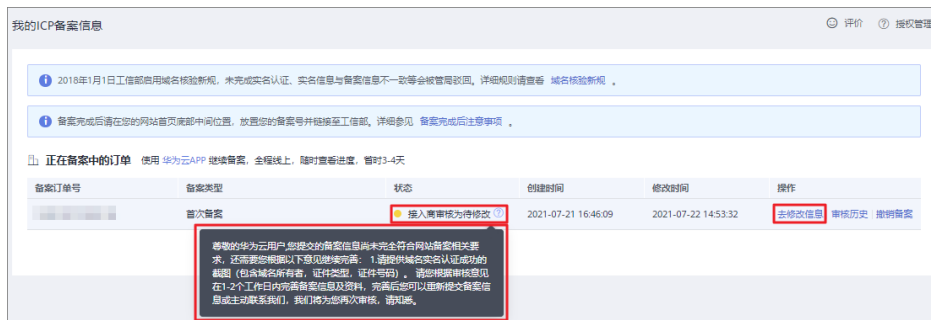 我的ICP备案信息
评价 授权管理
2018年1月1日工信部启用域名核验新规，未完成实名认证、实名信息与备案信息不一致等会被管局驳回。详细规则请查看 域名核验新规 。
备案完成后请在您的网站首页底部中间位置，放置您的备案号并链接至工信部。详细参见 备案完成后注意事项 。
正在备案中的订单 使用 华为云APP 继续备案，全程线上，随时查看进度，暂时3-4天
备案订单号 备案类型 状态 创建时间 修改时间 操作
首次备案 接入商审核为待修改 2021-07-21 16:46:09 2021-07-22 14:53:32 去修改信息 审核历史 撤销备案
尊敬的华为云用户,您提交的备案信息尚未完全符合网站备案相关要
求，还需要您根据以下意见继续完善： 1.请提供域名实名认证成功的
截图（包含域名所有者，证件类型，证件号码）。 请您根据审核意见
在1-2个工作日内完善备案信息及资料，完善后您可以重新提交备案信
息或主动联系我们，我们将为您再次审核，请知悉。